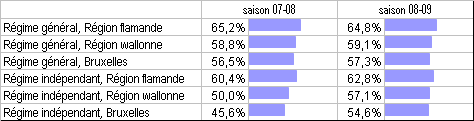 saison 07-08 saison 08-09
Régime général, Région flamande 65,2% 64,8%
Régime général, Région wallonne 58,8% 59,1%
Régime général, Bruxelles 56,5% 57,3%
Régime indépendant, Région flamande 60,4% 62,8%
Régime indépendant, Région wallonne 50,0% 57,1%
Régime indépendant, Bruxelles 45,6% 54,6%